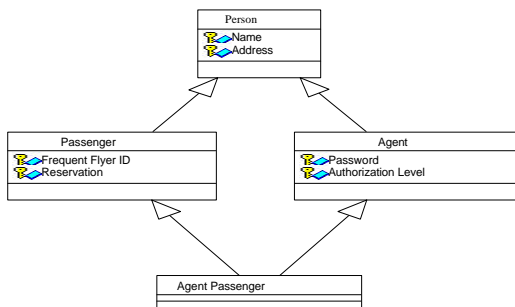 Person
Name
Address
Passenger
Frequent Flyer ID
Reservation
Agent
Password
Authorization Level
Agent Passenger